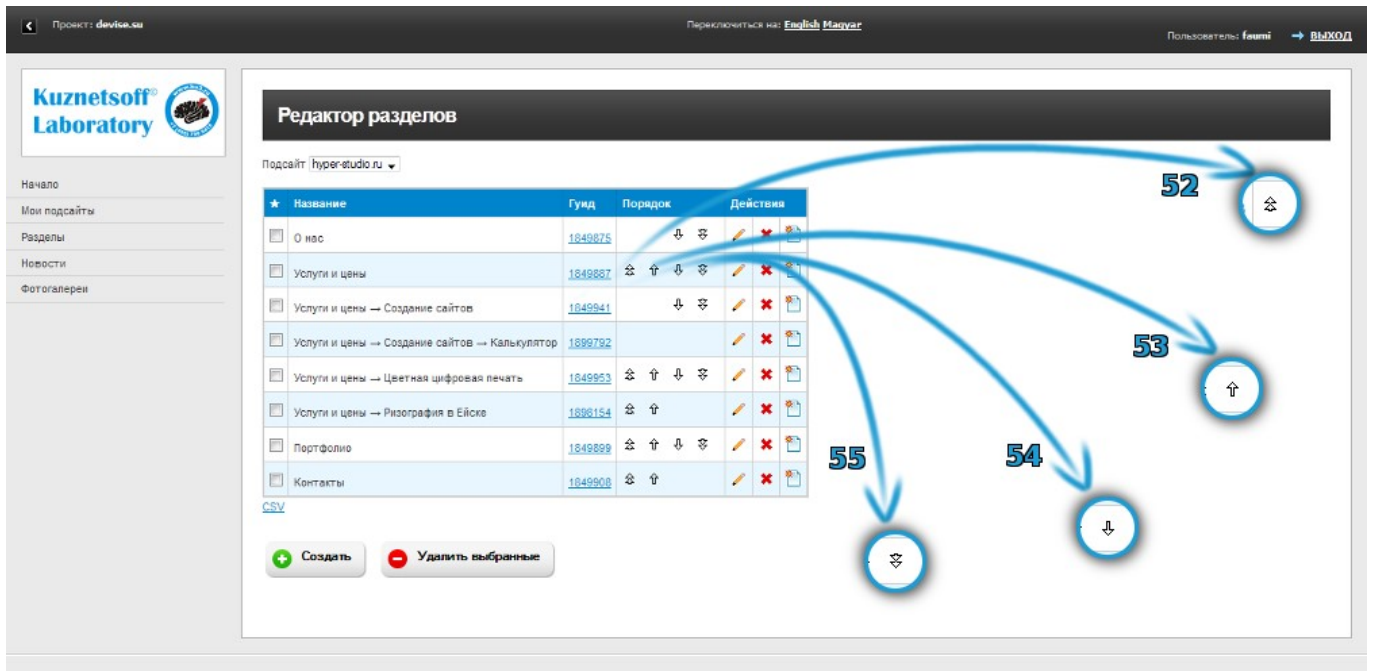 Проект: devise.su
Переключиться на: English Magyar
Пользователь: faumi → ВЫХОД
Kuznetsoff®
Laboratory
Начало
Мои подсайты
Разделы
Новости
Фотогалереи
Редактор разделов
Подсайт hyper-studio.ru
★ Название Гуид Порядок Действия
О нас 1849875
Услуги и цены 1849887
Услуги и цены → Создание сайтов 1849941
Услуги и цены → Создание сайтов → Калькулятор 1899792
Услуги и цены → Цветная цифровая печать 1849953
Услуги и цены → Ризография в Ейске 1898154
Портфолио 1849899
Контакты 1849908
CSV
Создать Удалить выбранные
52
53
54
55